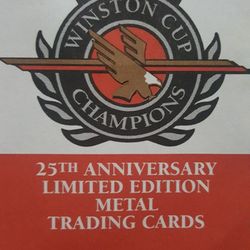 WINSTON CUP
CHAMPIONS
25TH ANNIVERSARY
LIMITED EDITION
METAL
TRADING CARDS